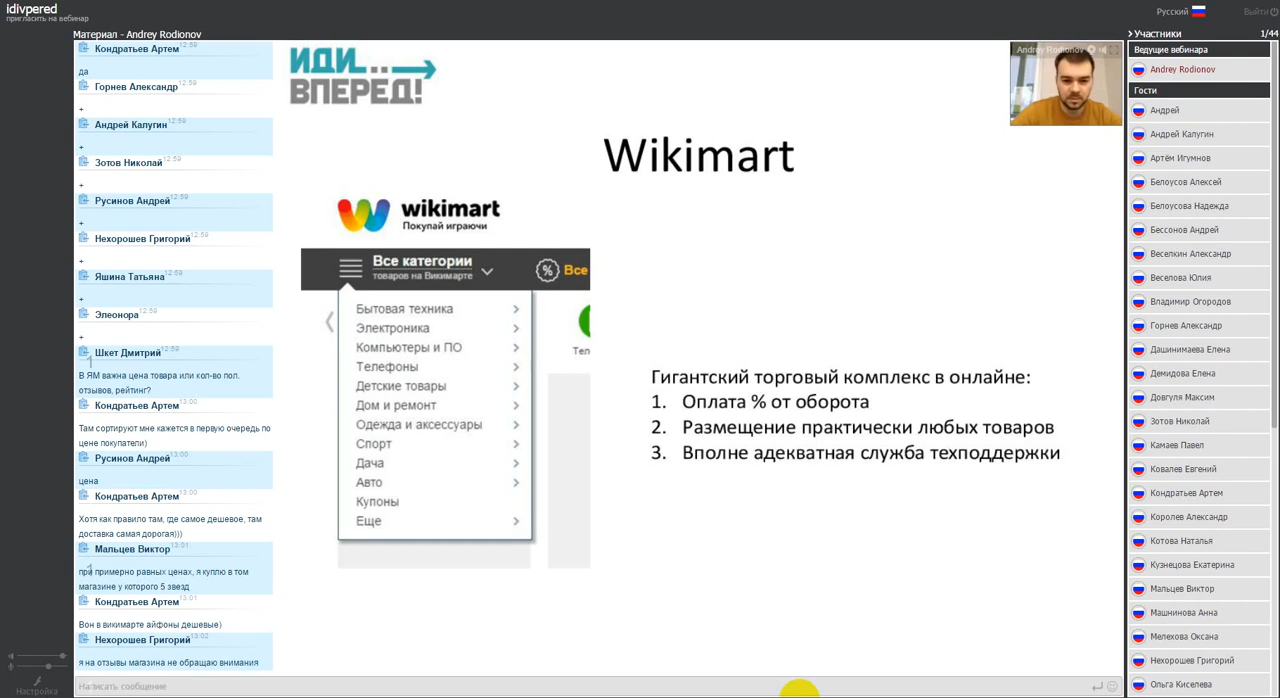 idivpered
пригласить на вебинар
Русский
Выйти
Материал - Andrey Rodionov
Кондратьев Артем 12:59
да
Горнев Александр 12:59
+
Андрей Калугин 12:59
+
Зотов Николай 12:59
+
Русинов Андрей 12:59
+
Нехорошев Григорий 12:59
+
Яшина Татьяна 12:59
+
Элеонора 12:59
+
Шкет Дмитрий 12:59
В ЯМ важна цена товара или кол-во пол.
отзывов, рейтинг?
Кондратьев Артем 13:00
Там сортируют мне кажется в первую очередь по
цене покупатели)
Русинов Андрей 13:00
цена
Кондратьев Артем 13:00
Хотя как правило там, где самое дешевое, там
доставка самая дорогая)))
Мальцев Виктор 13:01
при примерно равных ценах, я куплю в том
магазине у которого 5 звезд
Кондратьев Артем 13:01
Вон в викимарте айфоны дешевые)
Нехорошев Григорий 13:02
я на отзывы магазина не обращаю внимания
Написать сообщение
Настройка
ИДИ...
ВПЕРЕД!
Andrey Rodionov
Wikimart
wikimart
Покупай играючи
Все категории
товаров на Викимарте
% Все
Бытовая техника
Электроника
Компьютеры и ПО
Телефоны
Детские товары
Дом и ремонт
Одежда и аксессуары
Спорт
Дача
Авто
Купоны
Еще
Тел
Гигантский торговый комплекс в онлайне:
1. Оплата % от оборота
2. Размещение практически любых товаров
3. Вполне адекватная служба техподдержки
Участники 1/44
Ведущие вебинара
Andrey Rodionov
Гости
Андрей
Андрей Калугин
Артём Игумнов
Белоусов Алексей
Белоусова Надежда
Бессонов Андрей
Веселкин Александр
Веселова Юлия
Владимир Огородов
Горнев Александр
Дашинимаева Елена
Демидова Елена
Довгуля Максим
Зотов Николай
Камаев Павел
Ковалев Евгений
Кондратьев Артем
Королев Александр
Котова Наталья
Кузнецова Екатерина
Мальцев Виктор
Машнинова Анна
Мелехова Оксана
Нехорошев Григорий
Ольга Киселева